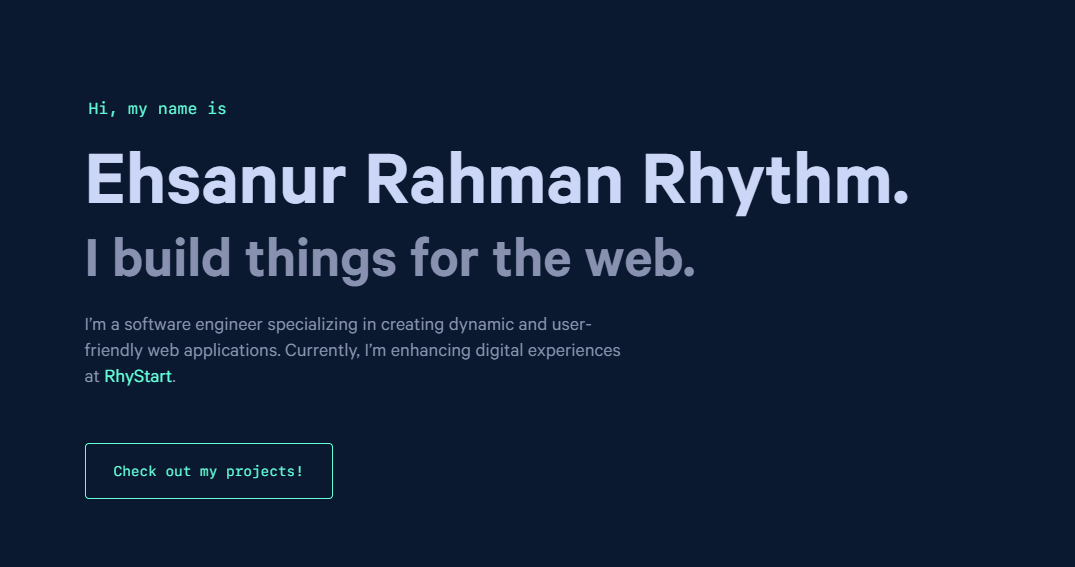 Hi, my name is
Ehsanur Rahman Rhythm.
I build things for the web.
I’m a software engineer specializing in creating dynamic and user-
friendly web applications. Currently, I’m enhancing digital experiences
at RhyStart.
Check out my projects!